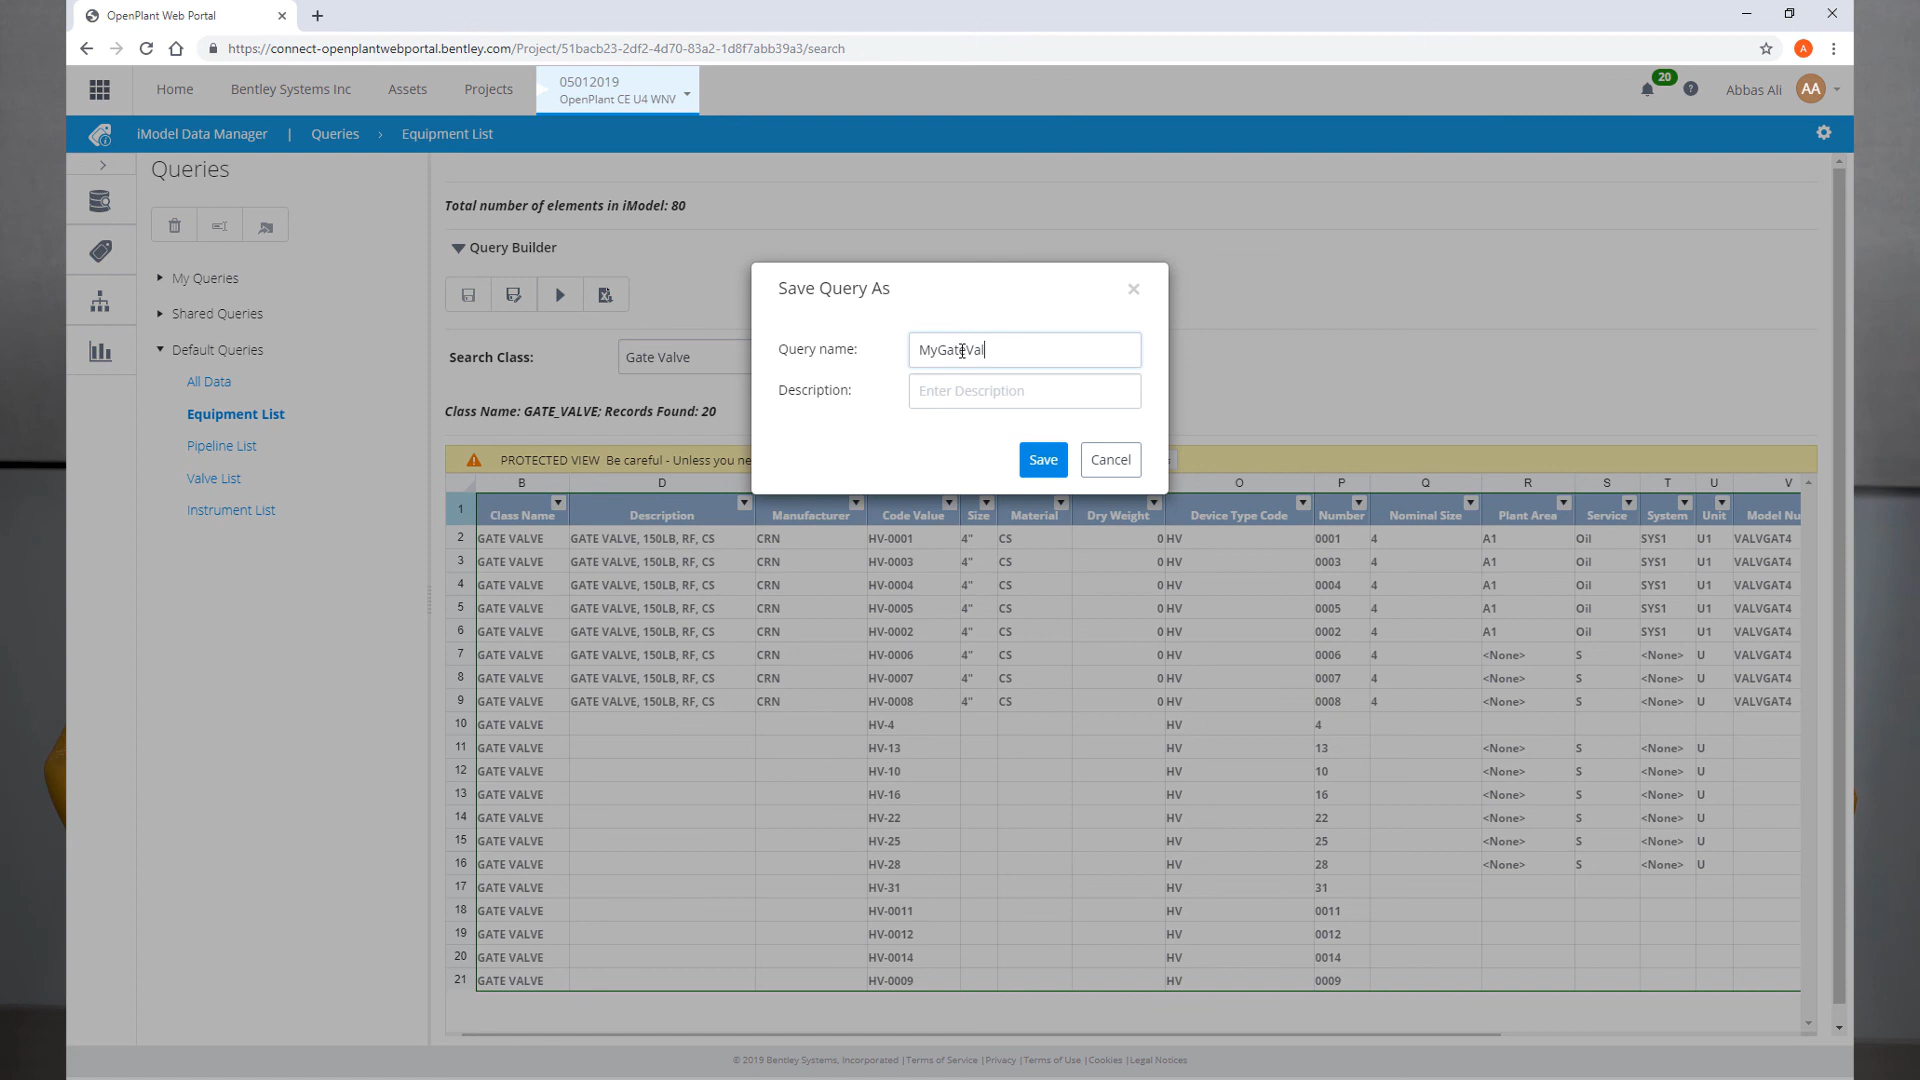 OpenPlant Web Portal
https://connect-openplantwebportal.bentley.com/Project/51bacb23-2df2-4d70-83a2-1d8f7abb39a3/search
A
Home Bentley Systems Inc Assets Projects 05012019
OpenPlant CE U4 WNV
20
Abbas Ali AA
iModel Data Manager | Queries › Equipment List
Queries
Total number of elements in iModel: 80
Query Builder
My Queries
Shared Queries
Default Queries
All Data
Equipment List
Pipeline List
Valve List
Instrument List
Search Class: Gate Valve
Class Name: GATE_VALVE; Records Found: 20
Save Query As
Query name: MyGateVal
Description: Enter Description
Save Cancel
PROTECTED VIEW Be careful - Unless you ne
B D O P Q R S T U V
1 Class Name Description Manufacturer Code Value Size Material Dry Weight Device Type Code Number Nominal Size Plant Area Service System Unit Model Nu
2 GATE VALVE GATE VALVE, 150LB, RF, CS CRN HV-0001 4" CS 0 HV 0001 4 A1 Oil SYS1 U1 VALVGAT4
3 GATE VALVE GATE VALVE, 150LB, RF, CS CRN HV-0003 4" CS 0 HV 0003 4 A1 Oil SYS1 U1 VALVGAT4
4 GATE VALVE GATE VALVE, 150LB, RF, CS CRN HV-0004 4" CS 0 HV 0004 4 A1 Oil SYS1 U1 VALVGAT4
5 GATE VALVE GATE VALVE, 150LB, RF, CS CRN HV-0005 4" CS 0 HV 0005 4 A1 Oil SYS1 U1 VALVGAT4
6 GATE VALVE GATE VALVE, 150LB, RF, CS CRN HV-0002 4" CS 0 HV 0002 4 A1 Oil SYS1 U1 VALVGAT4
7 GATE VALVE GATE VALVE, 150LB, RF, CS CRN HV-0006 4" CS 0 HV 0006 4 <None> S <None> U VALVGAT4
8 GATE VALVE GATE VALVE, 150LB, RF, CS CRN HV-0007 4" CS 0 HV 0007 4 <None> S <None> U VALVGAT4
9 GATE VALVE GATE VALVE, 150LB, RF, CS CRN HV-0008 4" CS 0 HV 0008 4 <None> S <None> U VALVGAT4
10 GATE VALVE HV-4 HV 4
11 GATE VALVE HV-13 HV 13 <None> S <None> U
12 GATE VALVE HV-10 HV 10 <None> S <None> U
13 GATE VALVE HV-16 HV 16 <None> S <None> U
14 GATE VALVE HV-22 HV 22 <None> S <None> U
15 GATE VALVE HV-25 HV 25 <None> S <None> U
16 GATE VALVE HV-28 HV 28 <None> S <None> U
17 GATE VALVE HV-31 HV 31
18 GATE VALVE HV-0011 HV 0011
19 GATE VALVE HV-0012 HV 0012
20 GATE VALVE HV-0014 HV 0014
21 GATE VALVE HV-0009 HV 0009
© 2019 Bentley Systems, Incorporated |Terms of Service |Privacy |Terms of Use |Cookies |Legal Notices